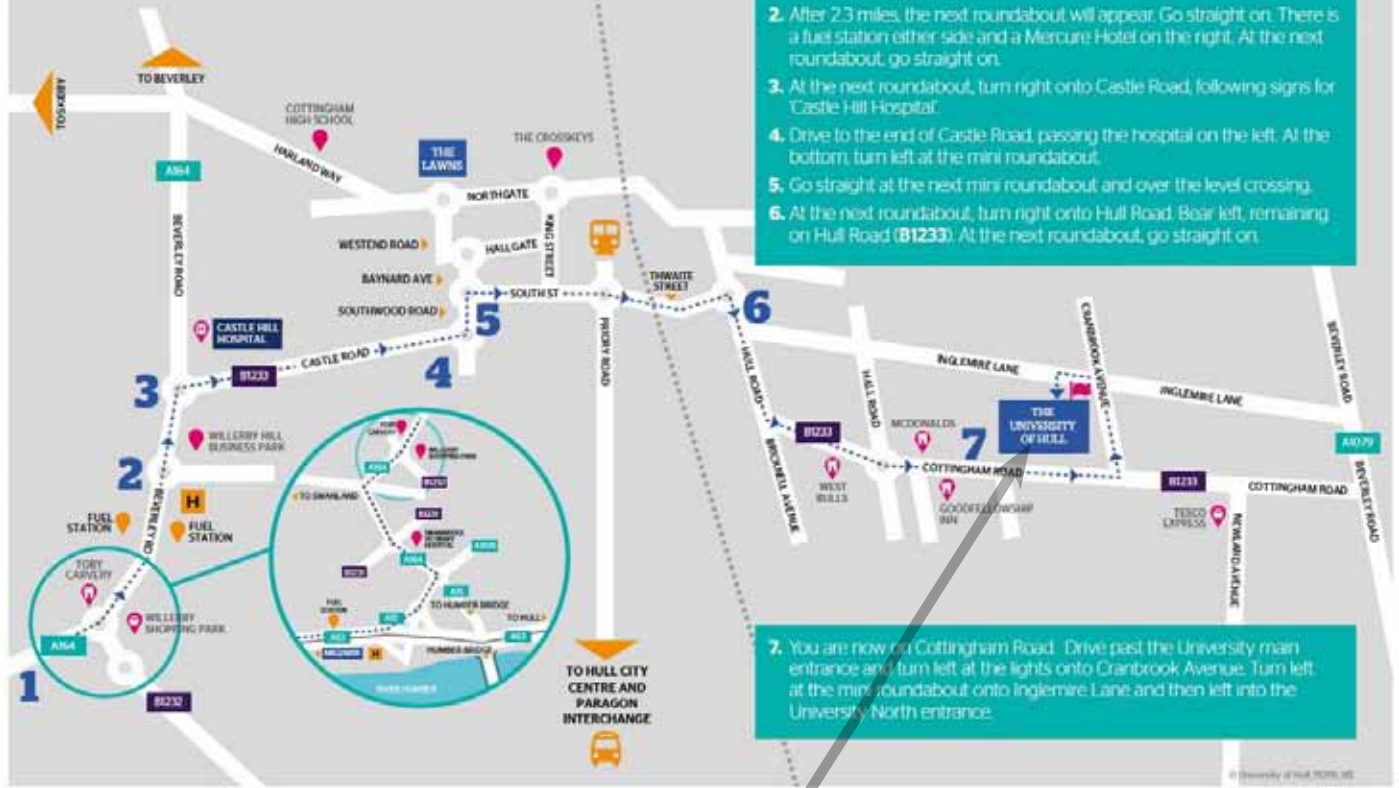 2. After 2.3 miles, the next roundabout will appear. Go straight on. There is
a fuel station either side and a Mercure Hotel on the right. At the next
roundabout, go straight on.
3. At the next roundabout, turn right onto Castle Road, following signs for
'Castle Hill Hospital'.
4. Drive to the end of Castle Road, passing the hospital on the left. At the
bottom, turn left at the mini roundabout.
5. Go straight at the next mini roundabout and over the level crossing.
6. At the next roundabout, turn right onto Hull Road. Bear left, remaining
on Hull Road (B1233). At the next roundabout, go straight on.
TO BEVERLEY
COTTINGHAM
HIGH SCHOOL
THE
LAWNS
THE CROSSKEYS
HARLAND WAY
A164
NORTHGATE
BEVERLEY ROAD
KING STREET
WESTEND ROAD
HALLGATE
BAYNARD AVE
THWAITE
STREET
SOUTH ST
SOUTHWOOD ROAD
5
6
CASTLE HILL
HOSPITAL
CASTLE ROAD
4
B1233
3
PRIORY ROAD
HULL ROAD
HALL ROAD
INGLEMIRE LANE
CRANBROOK AVENUE
INGLEMIRE LANE
BEVERLEY ROAD
THE
UNIVERSITY
OF HULL
7
MCDONALDS
B1233
A1079
WILLERBY HILL
BUSINESS PARK
2
BEVERLEY RD
H
FUEL
STATION
FUEL
STATION
BRICKNELL AVENUE
WEST
BULLS
COTTINGHAM ROAD
GOODFELLOWSHIP
INN
B1233
COTTINGHAM ROAD
TESCO
EXPRESS
NEWLAND AVENUE
BEVERLEY ROAD
TOBY
CARVERY
WILLERBY
SHOPPING PARK
A164
1
B1232
A164
B1232
TO SWANLAND
A164
TO HUMBER BRIDGE
FUEL
STATION
TO HULL
A63
A63
H
HUMBER BRIDGE
RIVER HUMBER
TO HULL CITY
CENTRE AND
PARAGON
INTERCHANGE
7. You are now on Cottingham Road. Drive past the University main
entrance and turn left at the lights onto Cranbrook Avenue. Turn left
at the mini roundabout onto Inglemire Lane and then left into the
University North entrance.